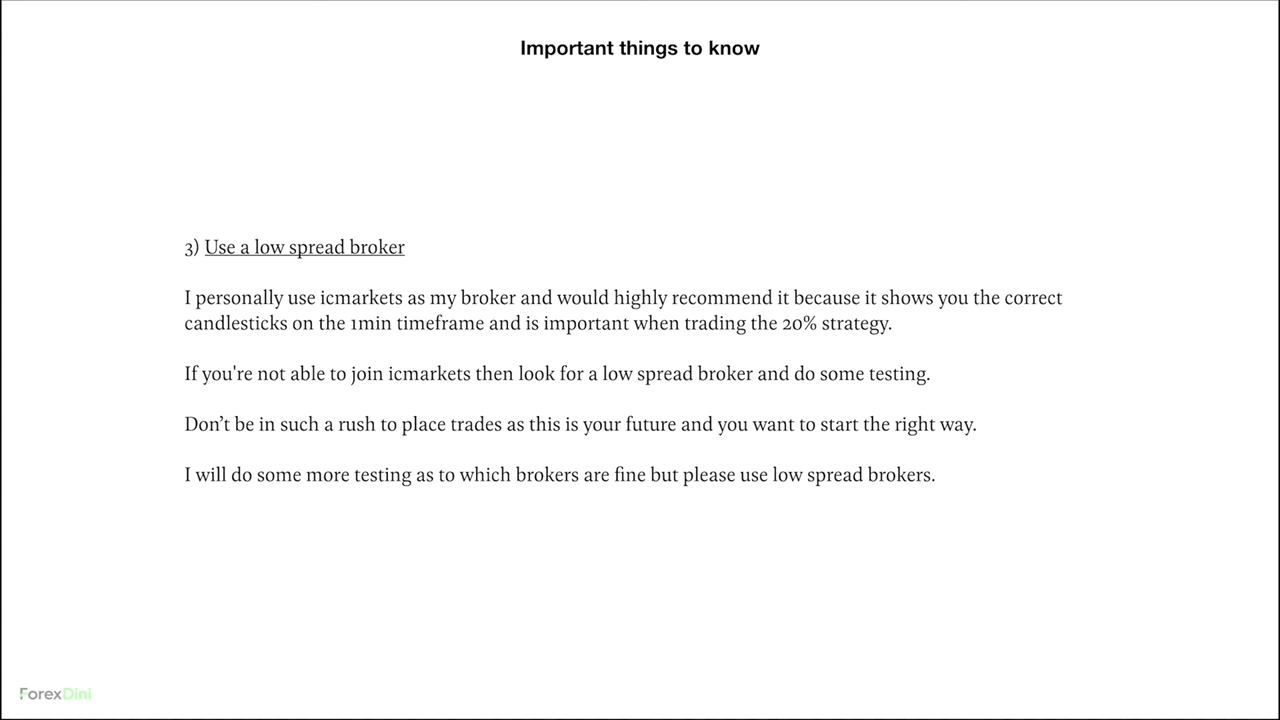 Important things to know
3) Use a low spread broker
I personally use icmarkets as my broker and would highly recommend it because it shows you the correct
candlesticks on the 1min timeframe and is important when trading the 20% strategy.
If you're not able to join icmarkets then look for a low spread broker and do some testing.
Don’t be in such a rush to place trades as this is your future and you want to start the right way.
I will do some more testing as to which brokers are fine but please use low spread brokers.
ForexDini